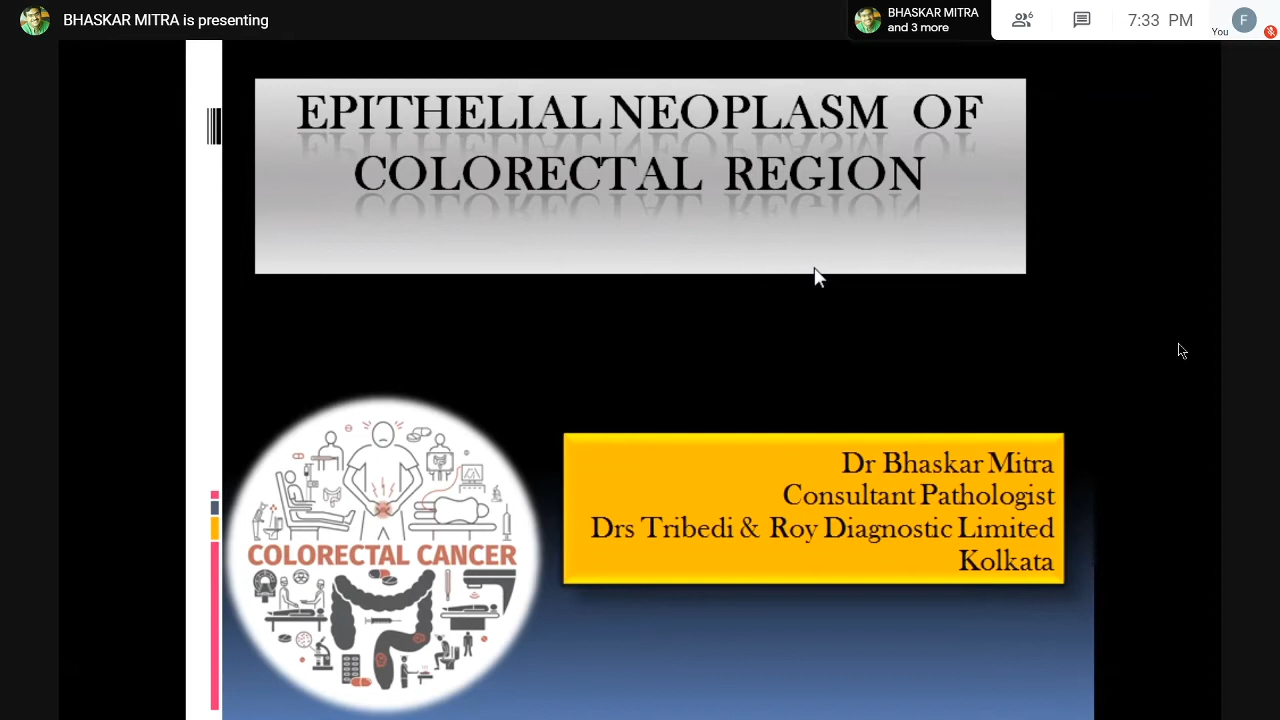 BHASKAR MITRA is presenting
BHASKAR MITRA
and 3 more
6
7:33 PM
You
F
EPITHELIAL NEOPLASM OF
COLORECTAL REGION
COLORECTAL CANCER
Dr Bhaskar Mitra
Consultant Pathologist
Drs Tribedi & Roy Diagnostic Limited
Kolkata